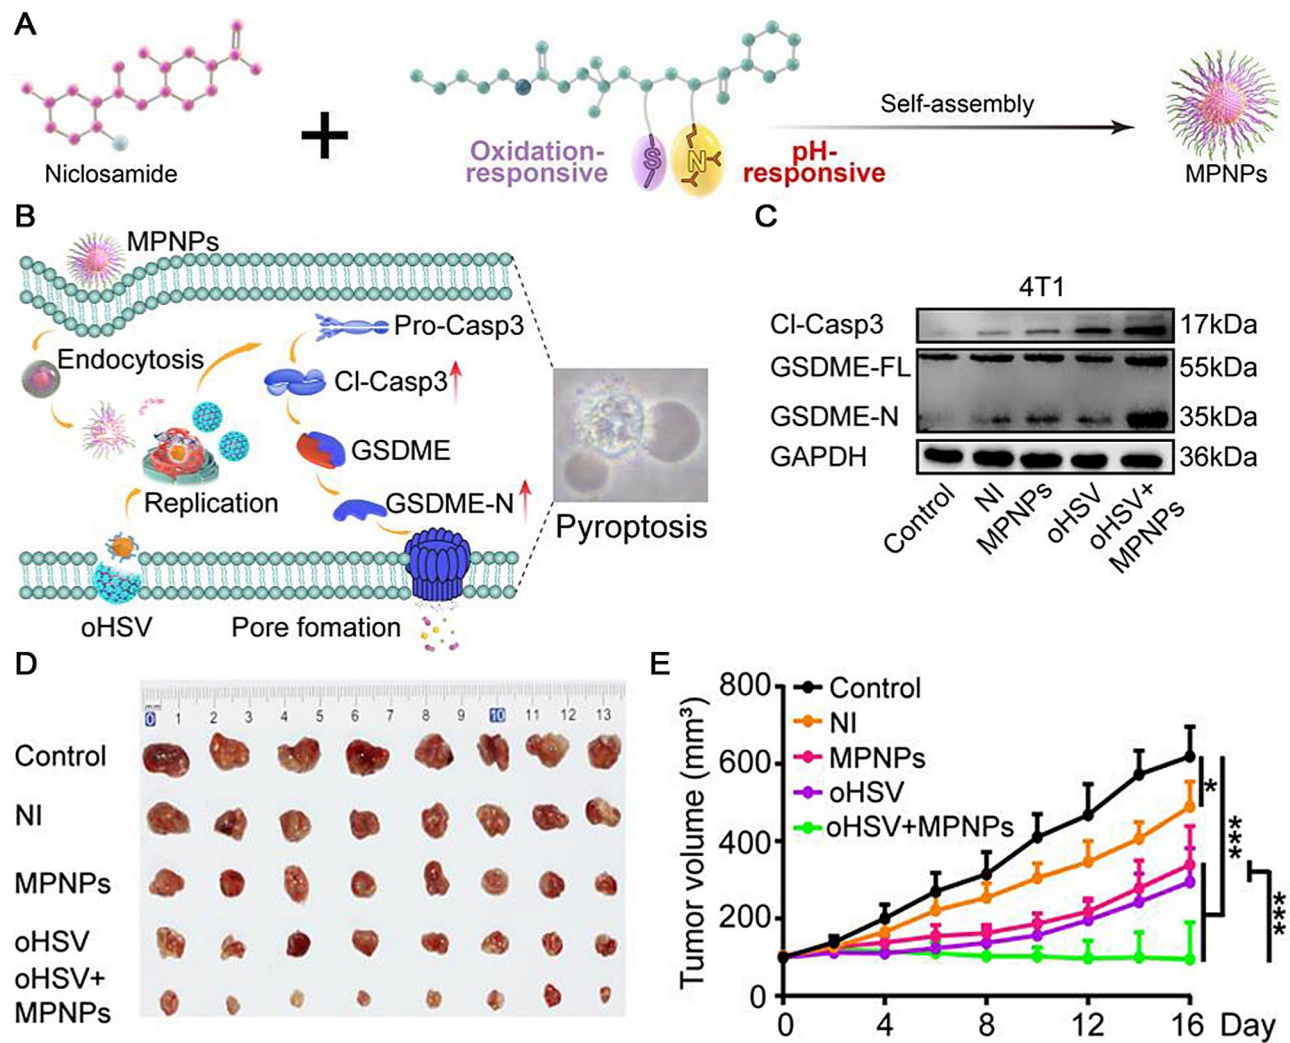 A
Niclosamide
+
Oxidation-
responsive
S
N
pH-
responsive
Self-assembly
MPNPs
B
MPNPs
Endocytosis
Pro-Casp3
Cl-Casp3
GSDME
Replication
GSDME-N
Pyroptosis
oHSV
Pore fomation
C
4T1
Cl-Casp3
17kDa
GSDME-FL
55kDa
GSDME-N
35kDa
GAPDH
36kDa
Control
NI
MPNPs
oHSV
oHSV+
MPNPs
D
mm
0 1 2 3 4 5 6 7 8 9 10 11 12 13
Control
NI
MPNPs
oHSV
oHSV+
MPNPs
E
Tumor volume (mm³)
800
600
400
200
0
Control
NI
MPNPs
oHSV
oHSV+MPNPs
*
***
***
0 4 8 12 16 Day